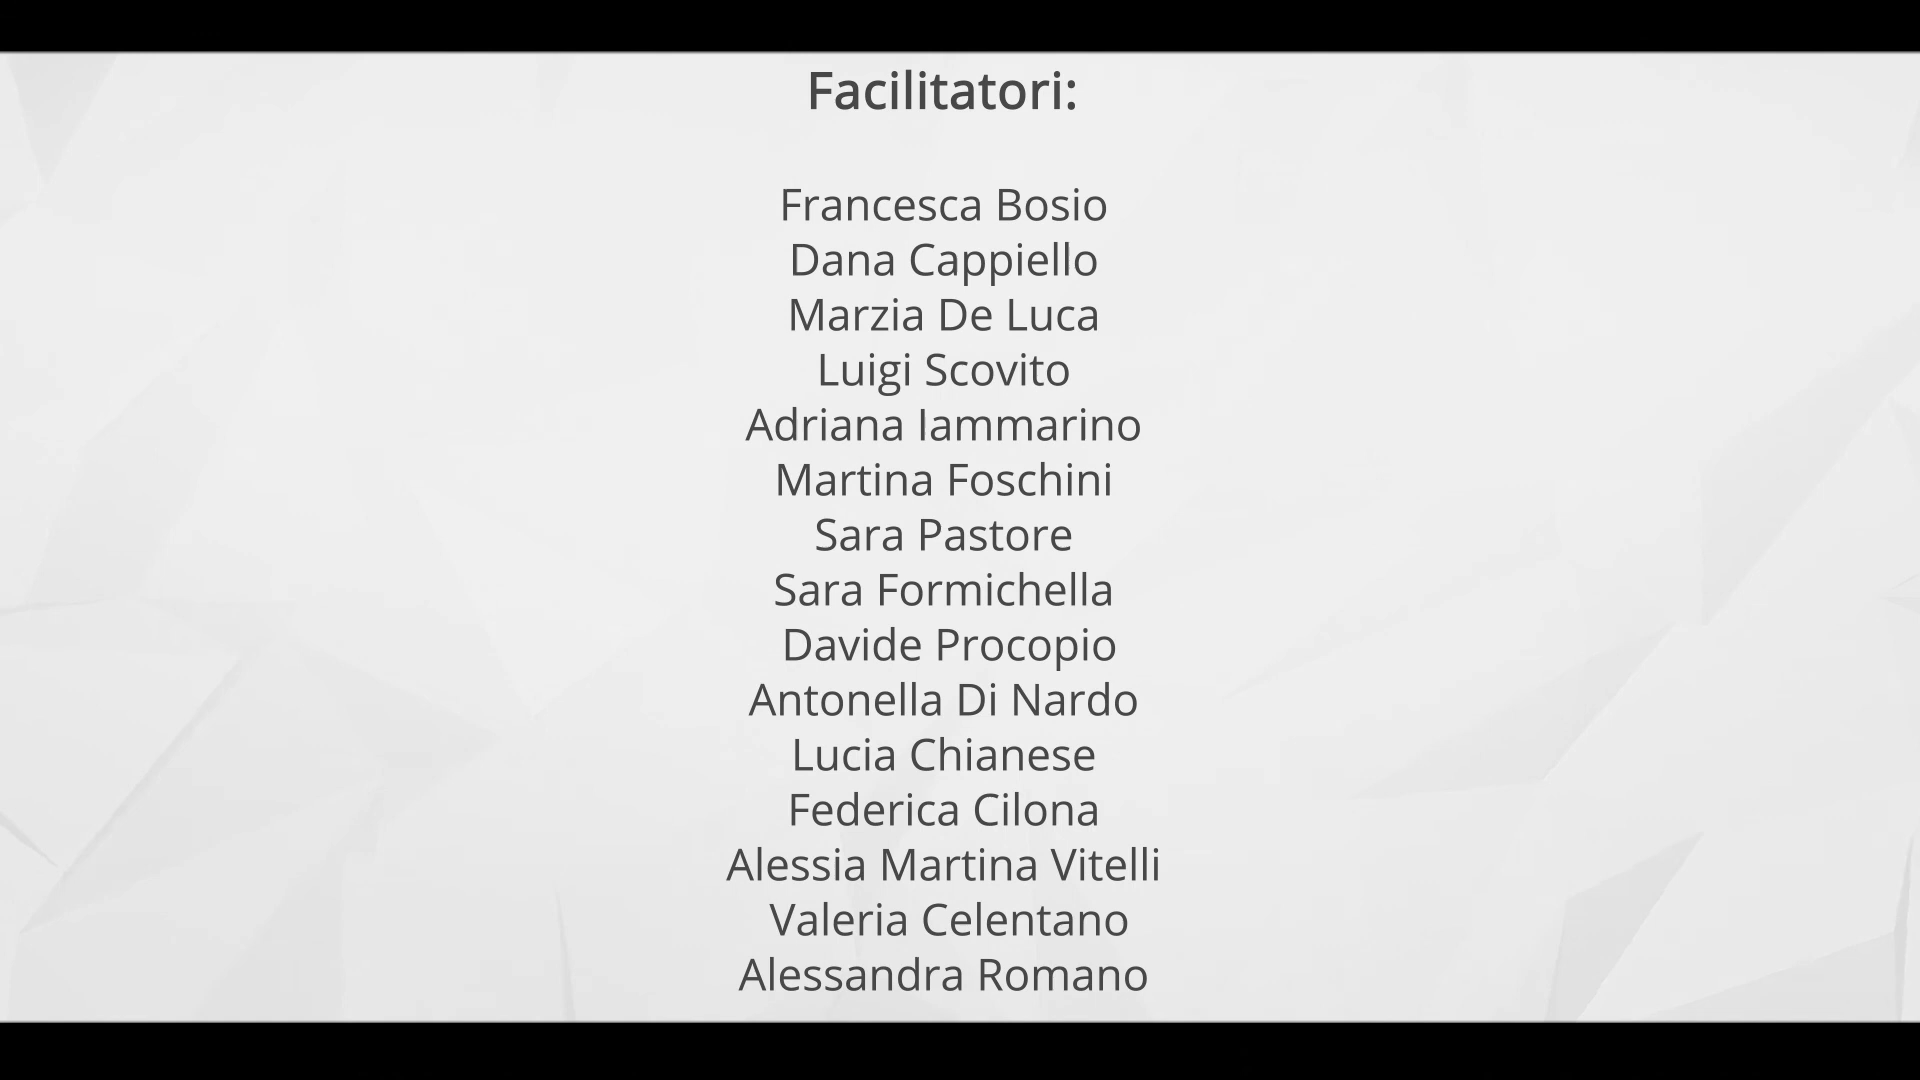 Facilitatori:
Francesca Bosio
Dana Cappiello
Marzia De Luca
Luigi Scovito
Adriana Iammarino
Martina Foschini
Sara Pastore
Sara Formichella
Davide Procopio
Antonella Di Nardo
Lucia Chianese
Federica Cilona
Alessia Martina Vitelli
Valeria Celentano
Alessandra Romano